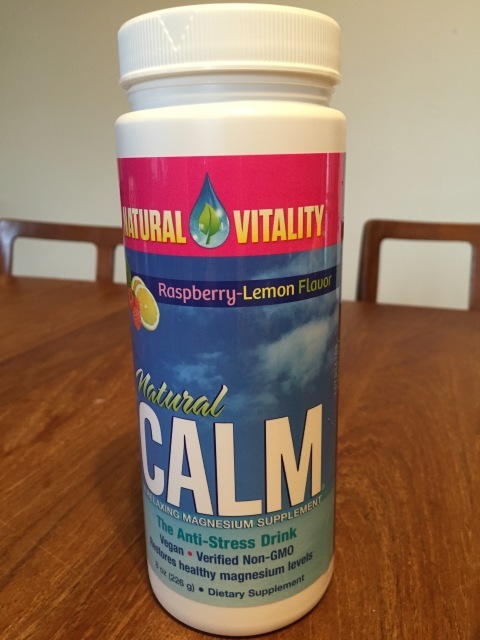 NATURAL VITALITY
Raspberry-Lemon Flavor
Natural
CALM
RELAXING MAGNESIUM SUPPLEMENT
The Anti-Stress Drink
Vegan • Verified Non-GMO
Restores healthy magnesium levels
8 oz (226 g) • Dietary Supplement